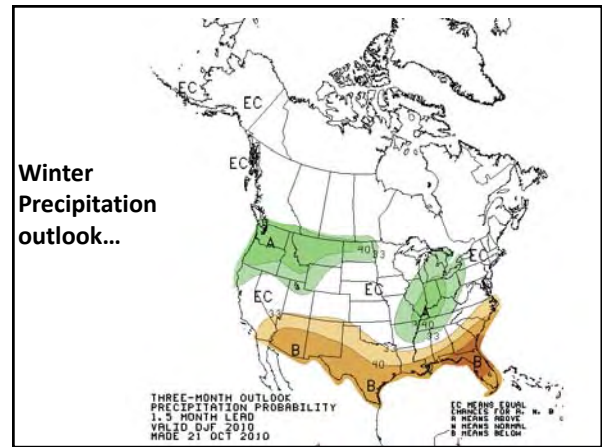 Winter
Precipitation
outlook…
EC
EC
EC
A
40
33
EC
EC
EC
33
A
40
33
B
33
40
B
B
THREE-MONTH OUTLOOK
PRECIPITATION PROBABILITY
1.5 MONTH LEAD
VALID DJF 2010
MADE 21 OCT 2010
EC MEANS EQUAL
CHANCES FOR A, N, B
A MEANS ABOVE
N MEANS NORMAL
B MEANS BELOW